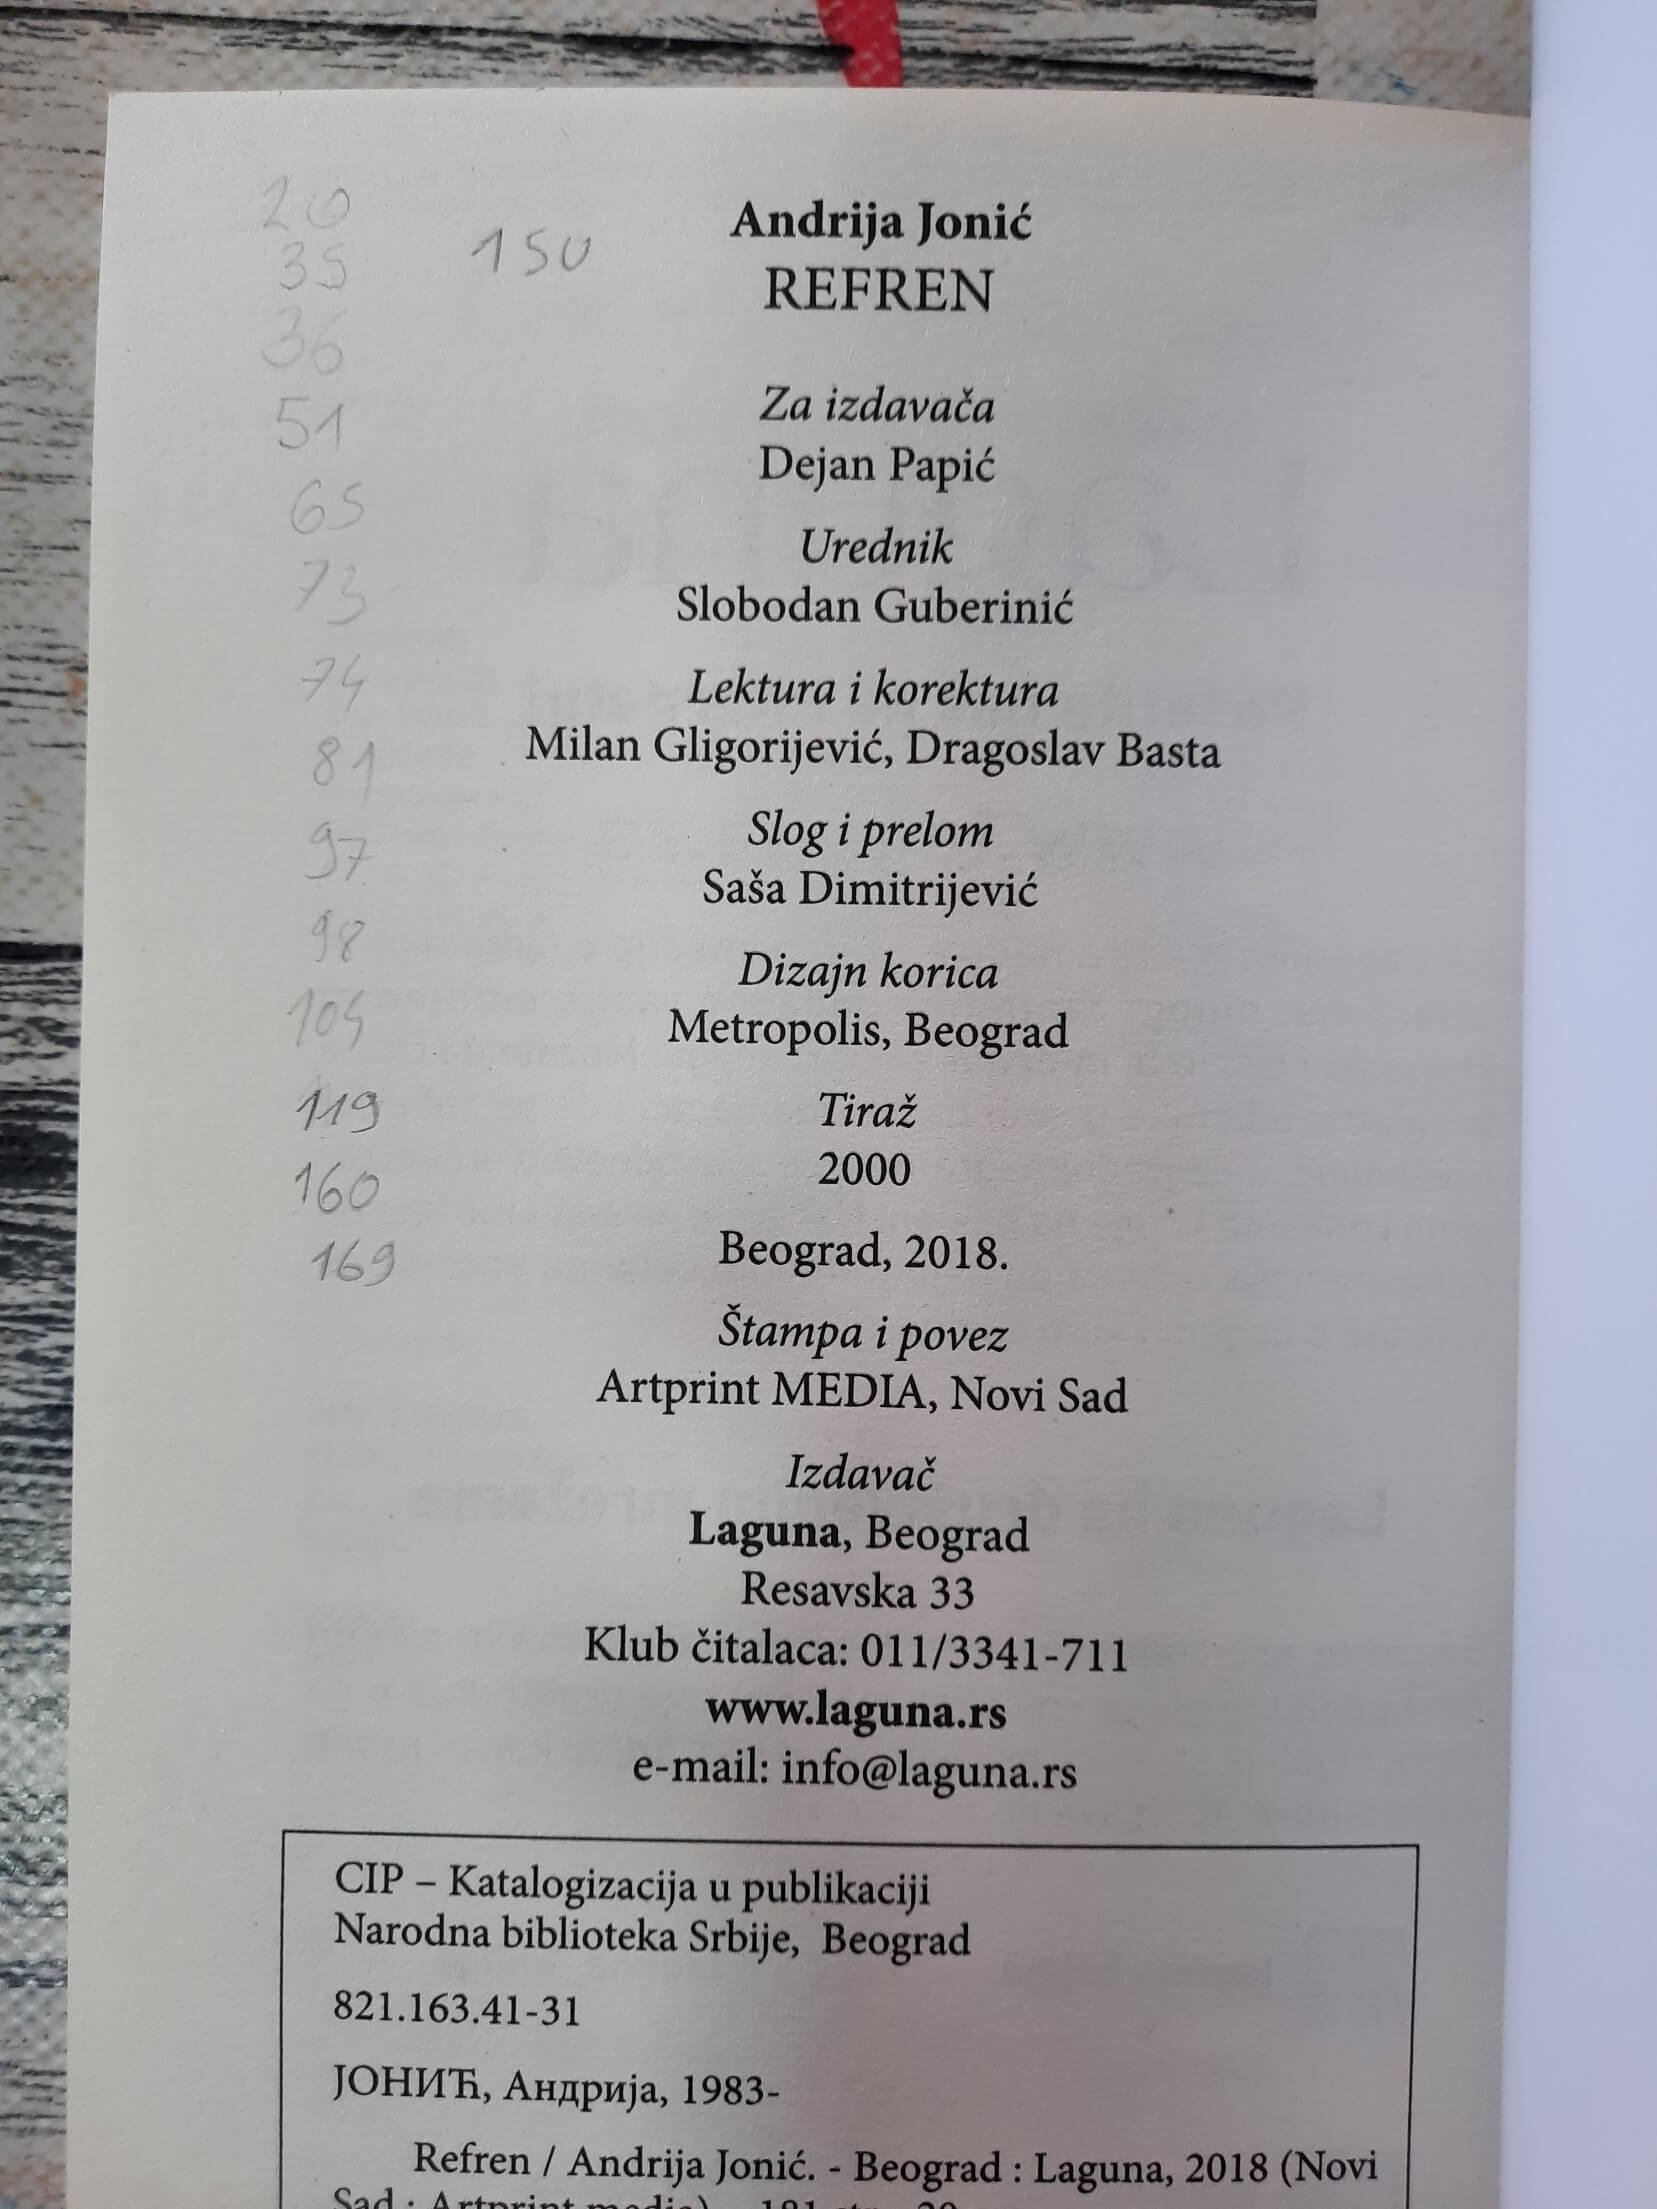 20
35
36
51
65
73
74
81
97
98
104
119
160
169
150
Andrija Jonić
REFREN
Za izdavača
Dejan Papić
Urednik
Slobodan Guberinić
Lektura i korektura
Milan Gligorijević, Dragoslav Basta
Slog i prelom
Saša Dimitrijević
Dizajn korica
Metropolis, Beograd
Tiraž
2000
Beograd, 2018.
Štampa i povez
Artprint MEDIA, Novi Sad
Izdavač
Laguna, Beograd
Resavska 33
Klub čitalaca: 011/3341-711
www.laguna.rs
e-mail: info@laguna.rs
CIP – Katalogizacija u publikaciji
Narodna biblioteka Srbije, Beograd
821.163.41-31
ЈОНИЋ, Андрија, 1983-
Refren / Andrija Jonić. - Beograd : Laguna, 2018 (Novi
Sad : Artprint media)